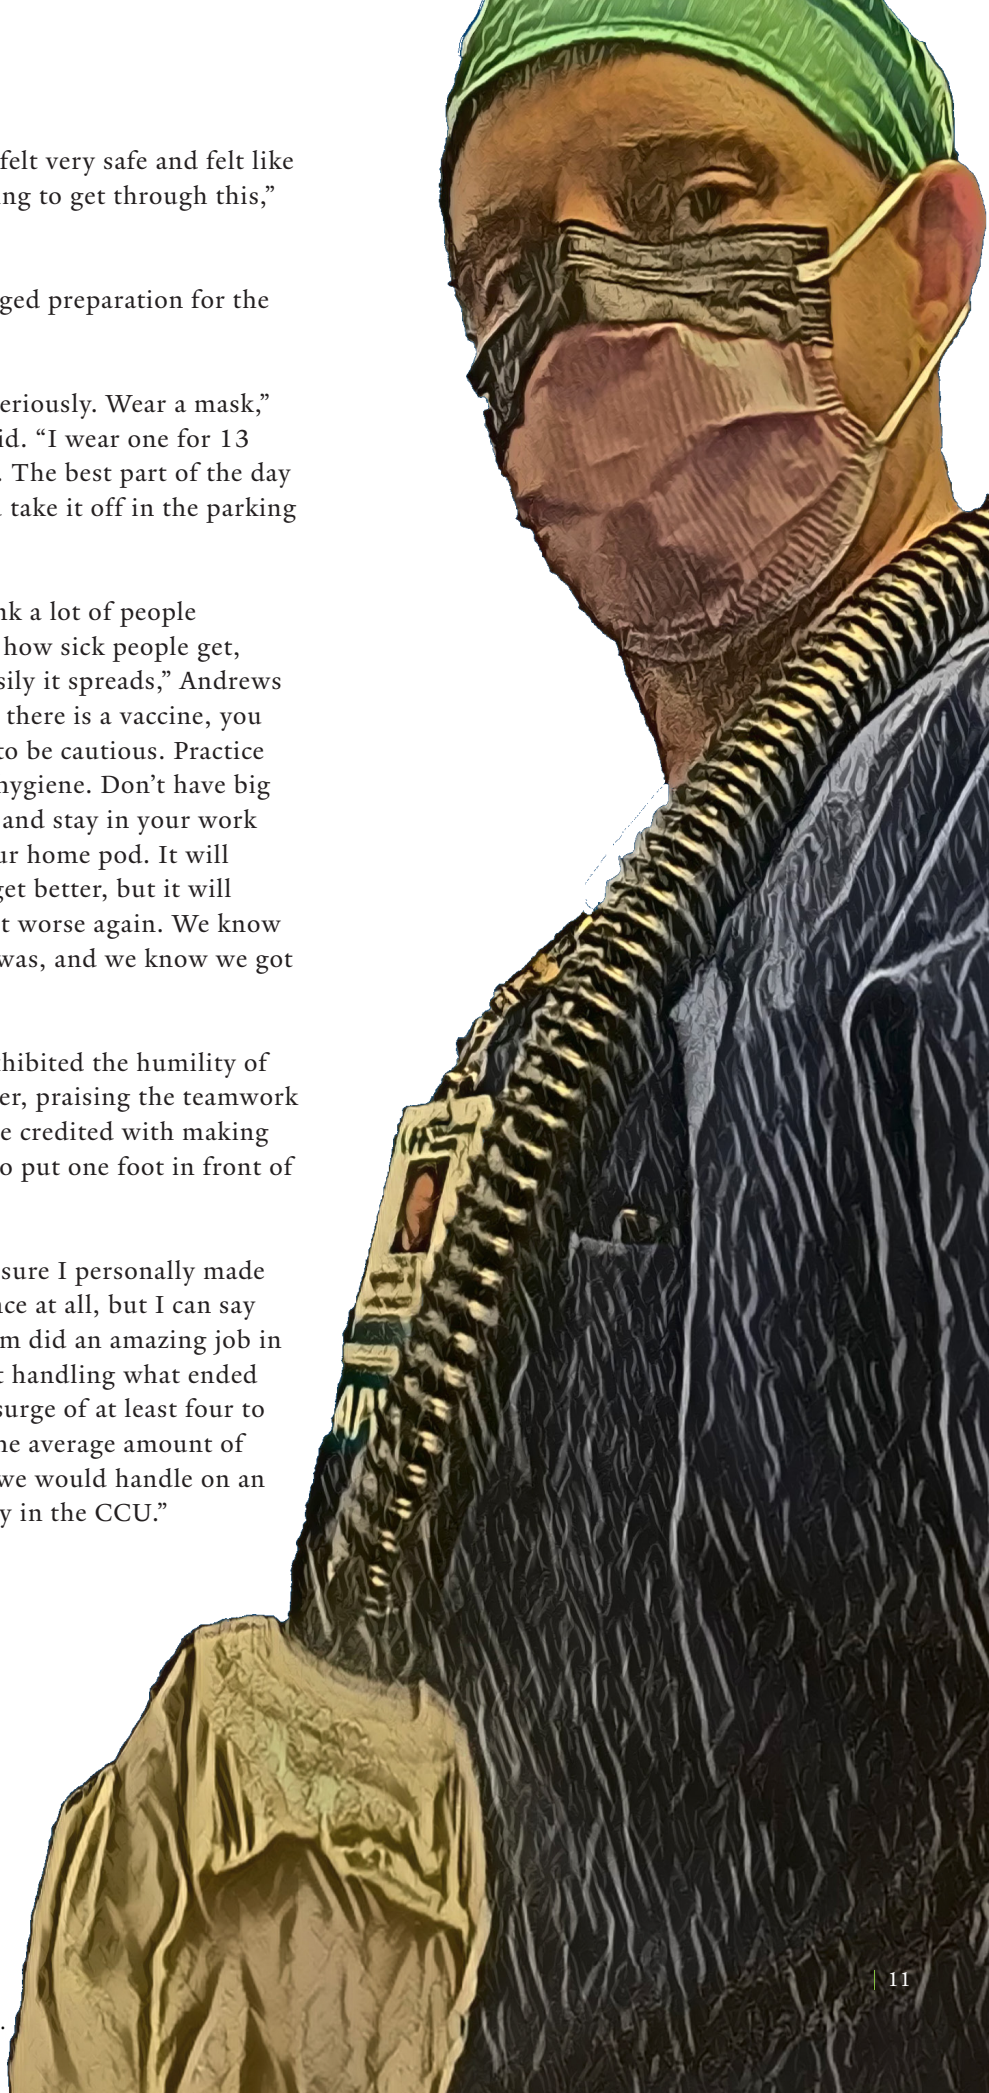 felt very safe and felt like
ing to get through this,”
ged preparation for the
eriously. Wear a mask,”
id. “I wear one for 13
. The best part of the day
take it off in the parking
nk a lot of people
how sick people get,
sily it spreads,” Andrews
there is a vaccine, you
to be cautious. Practice
hygiene. Don’t have big
and stay in your work
ur home pod. It will
get better, but it will
t worse again. We know
was, and we know we got
hibited the humility of
er, praising the teamwork
e credited with making
o put one foot in front of
sure I personally made
nce at all, but I can say
m did an amazing job in
t handling what ended
surge of at least four to
he average amount of
we would handle on an
y in the CCU.”
| 11
.